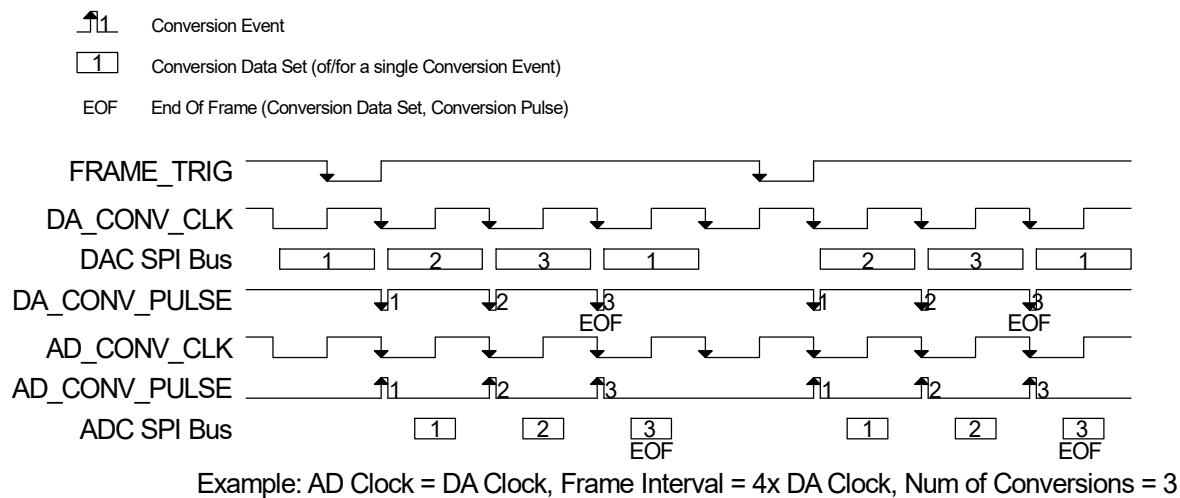 1 Conversion Event
1 Conversion Data Set (of/for a single Conversion Event)
EOF End Of Frame (Conversion Data Set, Conversion Pulse)
FRAME_TRIG
DA_CONV_CLK
DAC SPI Bus 1 2 3 1 2 3 1
DA_CONV_PULSE 1 2 3 1 2 3
EOF EOF
AD_CONV_CLK
AD_CONV_PULSE 1 2 3 1 2 3
ADC SPI Bus 1 2 3 1 2 3
EOF EOF
Example: AD Clock = DA Clock, Frame Interval = 4x DA Clock, Num of Conversions = 3